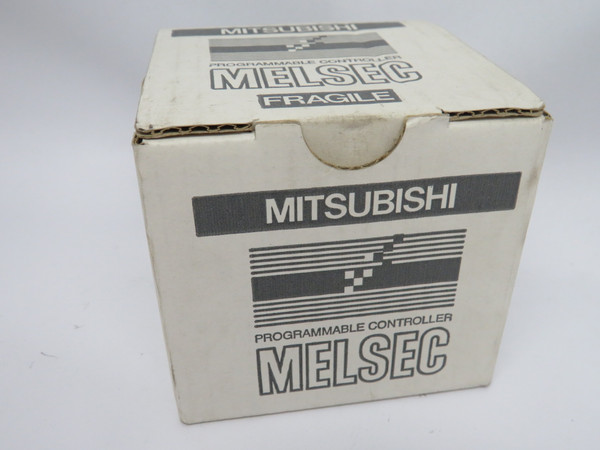 MITSUBISHI
PROGRAMMABLE CONTROLLER
MELSEC
FRAGILE
MITSUBISHI
PROGRAMMABLE CONTROLLER
MELSEC